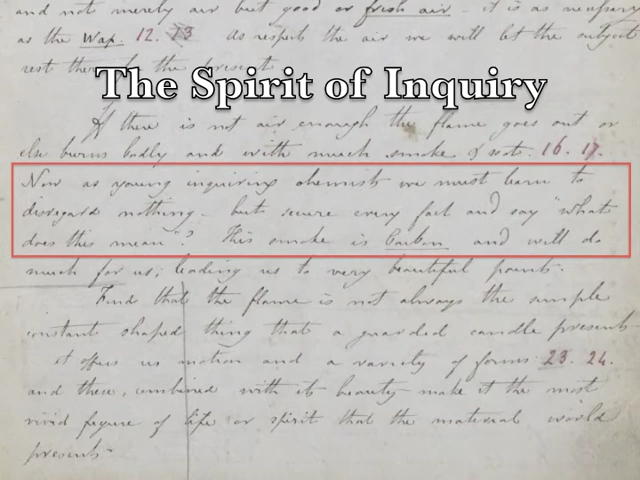 and not merely air but good or fresh air - it is as necessary
as the Wax. 12. 13 As respect the air we will let the subject
rest there for the present.
The Spirit of Inquiry
If there is not air enough the flame goes out or
else burns badly and with much smoke & soot. 16. 17.
Now as young inquiring chemists we must learn to
disregard nothing - but secure every fact and say "what
does this mean"? This smoke is Carbon and will do
much for us; leading us to very beautiful points.
Find that the flame is not always the simple
constant shaped thing that a guarded candle presents
it offers us motion and a variety of forms 23. 24.
and these, combined with its beauty make it the most
vivid figure of life or spirit that the material world
presents -